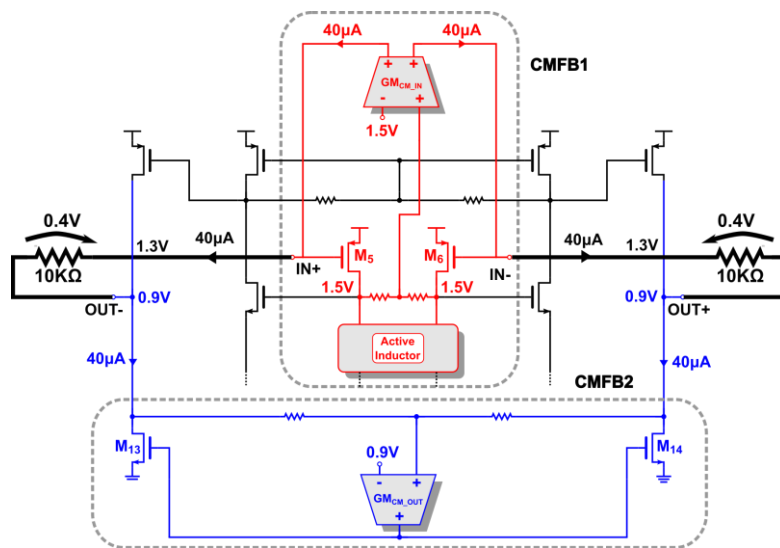 40µA 40µA
CMFB1
+ +
GM_CM_IN
- +
1.5V
0.4V 0.4V
1.3V 40µA 40µA 1.3V
M5 M6
10KΩ IN+ IN- 10KΩ
1.5V 1.5V
0.9V 0.9V
OUT- OUT+
Active
Inductor
40µA 40µA
CMFB2
M13 M14
0.9V
- +
GM_CM_OUT
+